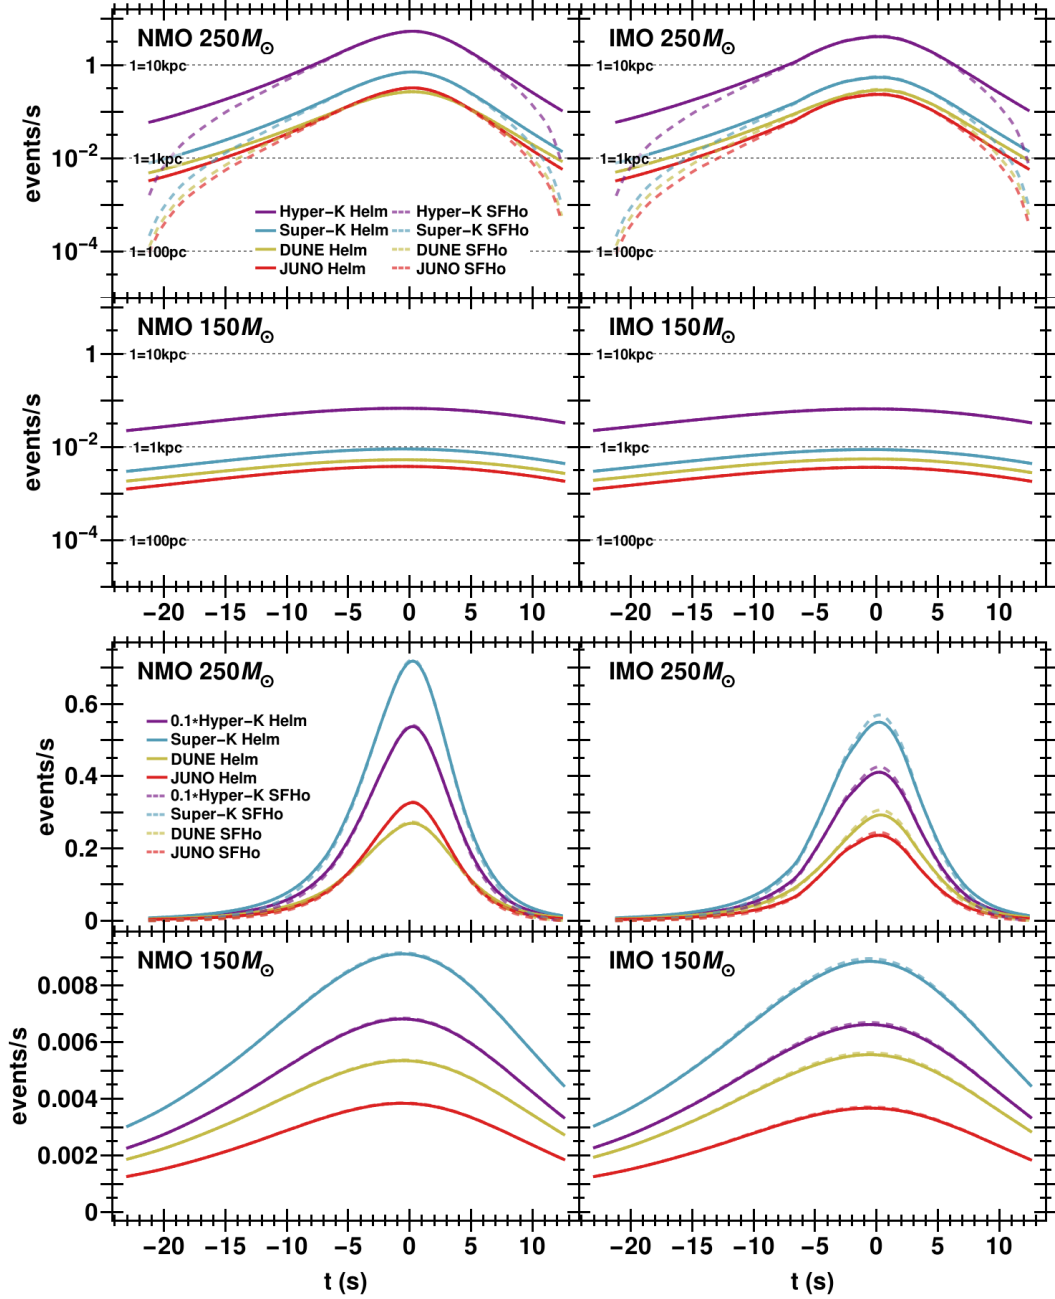 NMO 250M☉
IMO 250M☉
1
1=10kpc
1=10kpc
events/s
10−2
1=1kpc
1=1kpc
Hyper−K Helm
Hyper−K SFHo
Super−K Helm
Super−K SFHo
DUNE Helm
DUNE SFHo
JUNO Helm
JUNO SFHo
10−4
1=100pc
1=100pc
NMO 150M☉
IMO 150M☉
1
1=10kpc
1=10kpc
events/s
10−2
1=1kpc
1=1kpc
10−4
1=100pc
1=100pc
−20 −15 −10 −5 0 5 10
−20 −15 −10 −5 0 5 10
NMO 250M☉
IMO 250M☉
0.6
0.4
0.2
0
events/s
0.1*Hyper−K Helm
Super−K Helm
DUNE Helm
JUNO Helm
0.1*Hyper−K SFHo
Super−K SFHo
DUNE SFHo
JUNO SFHo
NMO 150M☉
IMO 150M☉
0.008
0.006
0.004
0.002
0
events/s
−20 −15 −10 −5 0 5 10
−20 −15 −10 −5 0 5 10
t (s)
t (s)